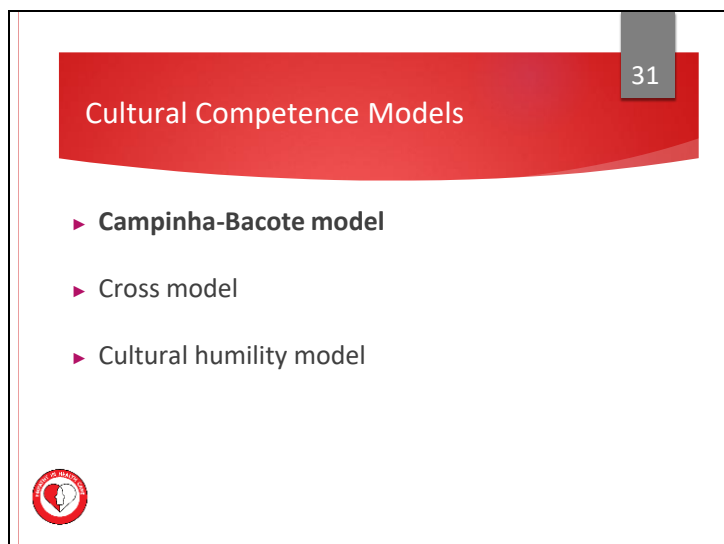 31
Cultural Competence Models
► Campinha-Bacote model
► Cross model
► Cultural humility model